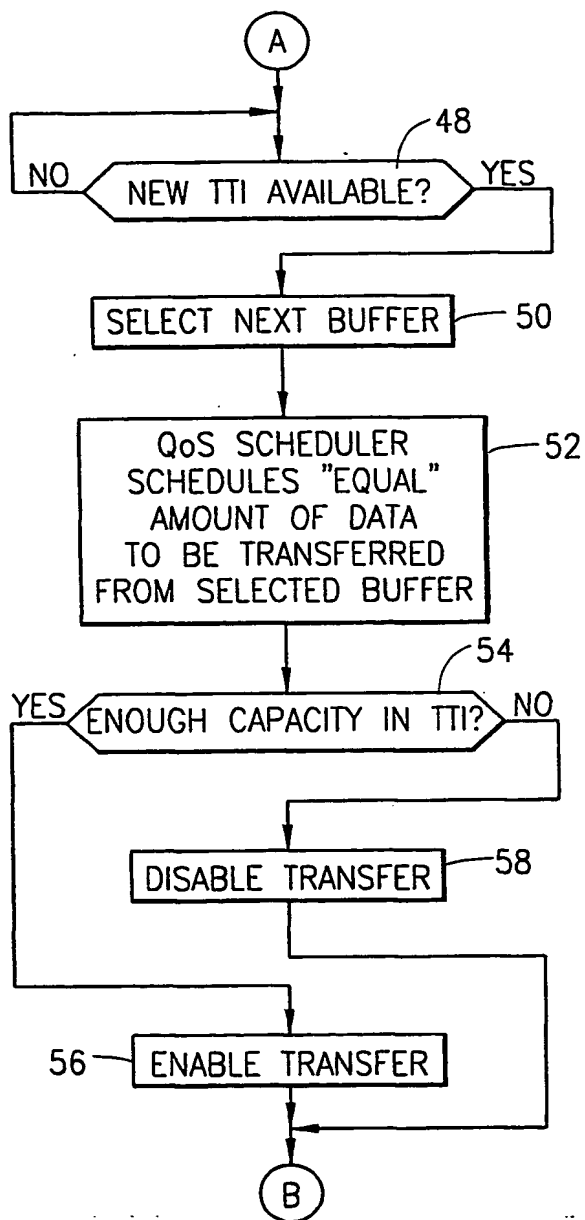 A
48
NO
NEW TTI AVAILABLE?
YES
SELECT NEXT BUFFER
50
QoS SCHEDULER
SCHEDULES "EQUAL"
AMOUNT OF DATA
TO BE TRANSFERRED
FROM SELECTED BUFFER
52
54
YES
ENOUGH CAPACITY IN TTI?
NO
DISABLE TRANSFER
58
56
ENABLE TRANSFER
B